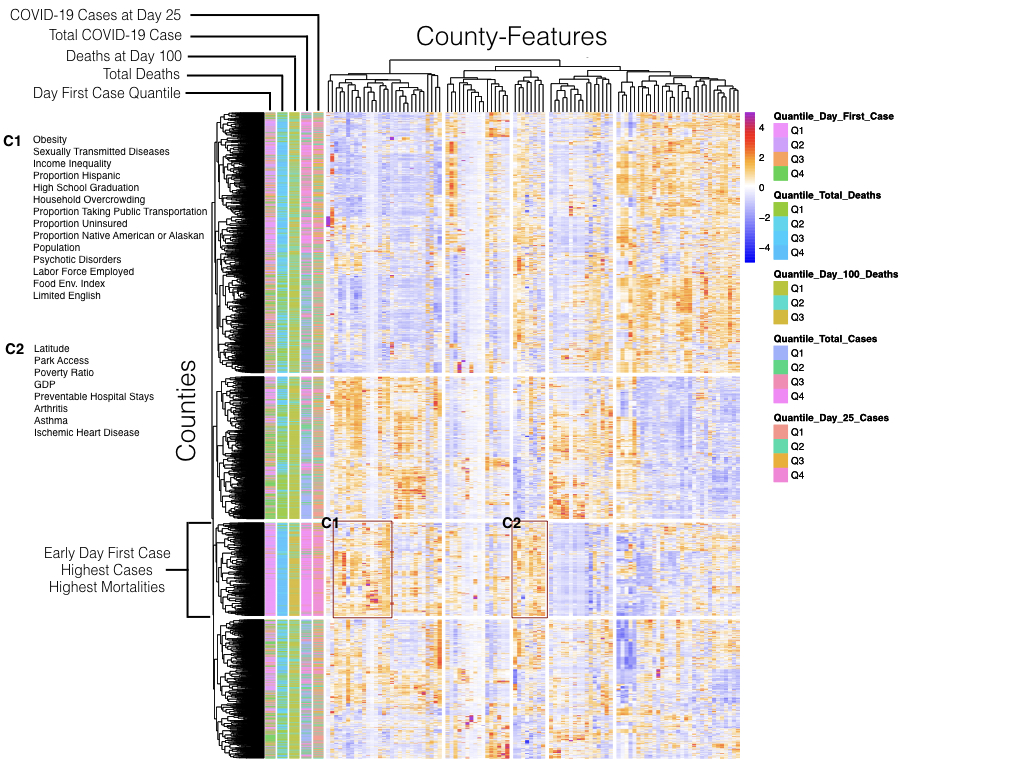 COVID-19 Cases at Day 25
Total COVID-19 Case
Deaths at Day 100
Total Deaths
Day First Case Quantile
County-Features
C1
Obesity
Sexually Transmitted Diseases
Income Inequality
Proportion Hispanic
High School Graduation
Household Overcrowding
Proportion Taking Public Transportation
Proportion Uninsured
Proportion Native American or Alaskan
Population
Psychotic Disorders
Labor Force Employed
Food Env. Index
Limited English
C2
Latitude
Park Access
Poverty Ratio
GDP
Preventable Hospital Stays
Arthritis
Asthma
Ischemic Heart Disease
Counties
Early Day First Case
Highest Cases
Highest Mortalities
C1
C2
4
2
0
−2
−4
Quantile_Day_First_Case
Q1
Q2
Q3
Q4
Quantile_Total_Deaths
Q1
Q2
Q3
Q4
Quantile_Day_100_Deaths
Q1
Q2
Q3
Quantile_Total_Cases
Q1
Q2
Q3
Q4
Quantile_Day_25_Cases
Q1
Q2
Q3
Q4